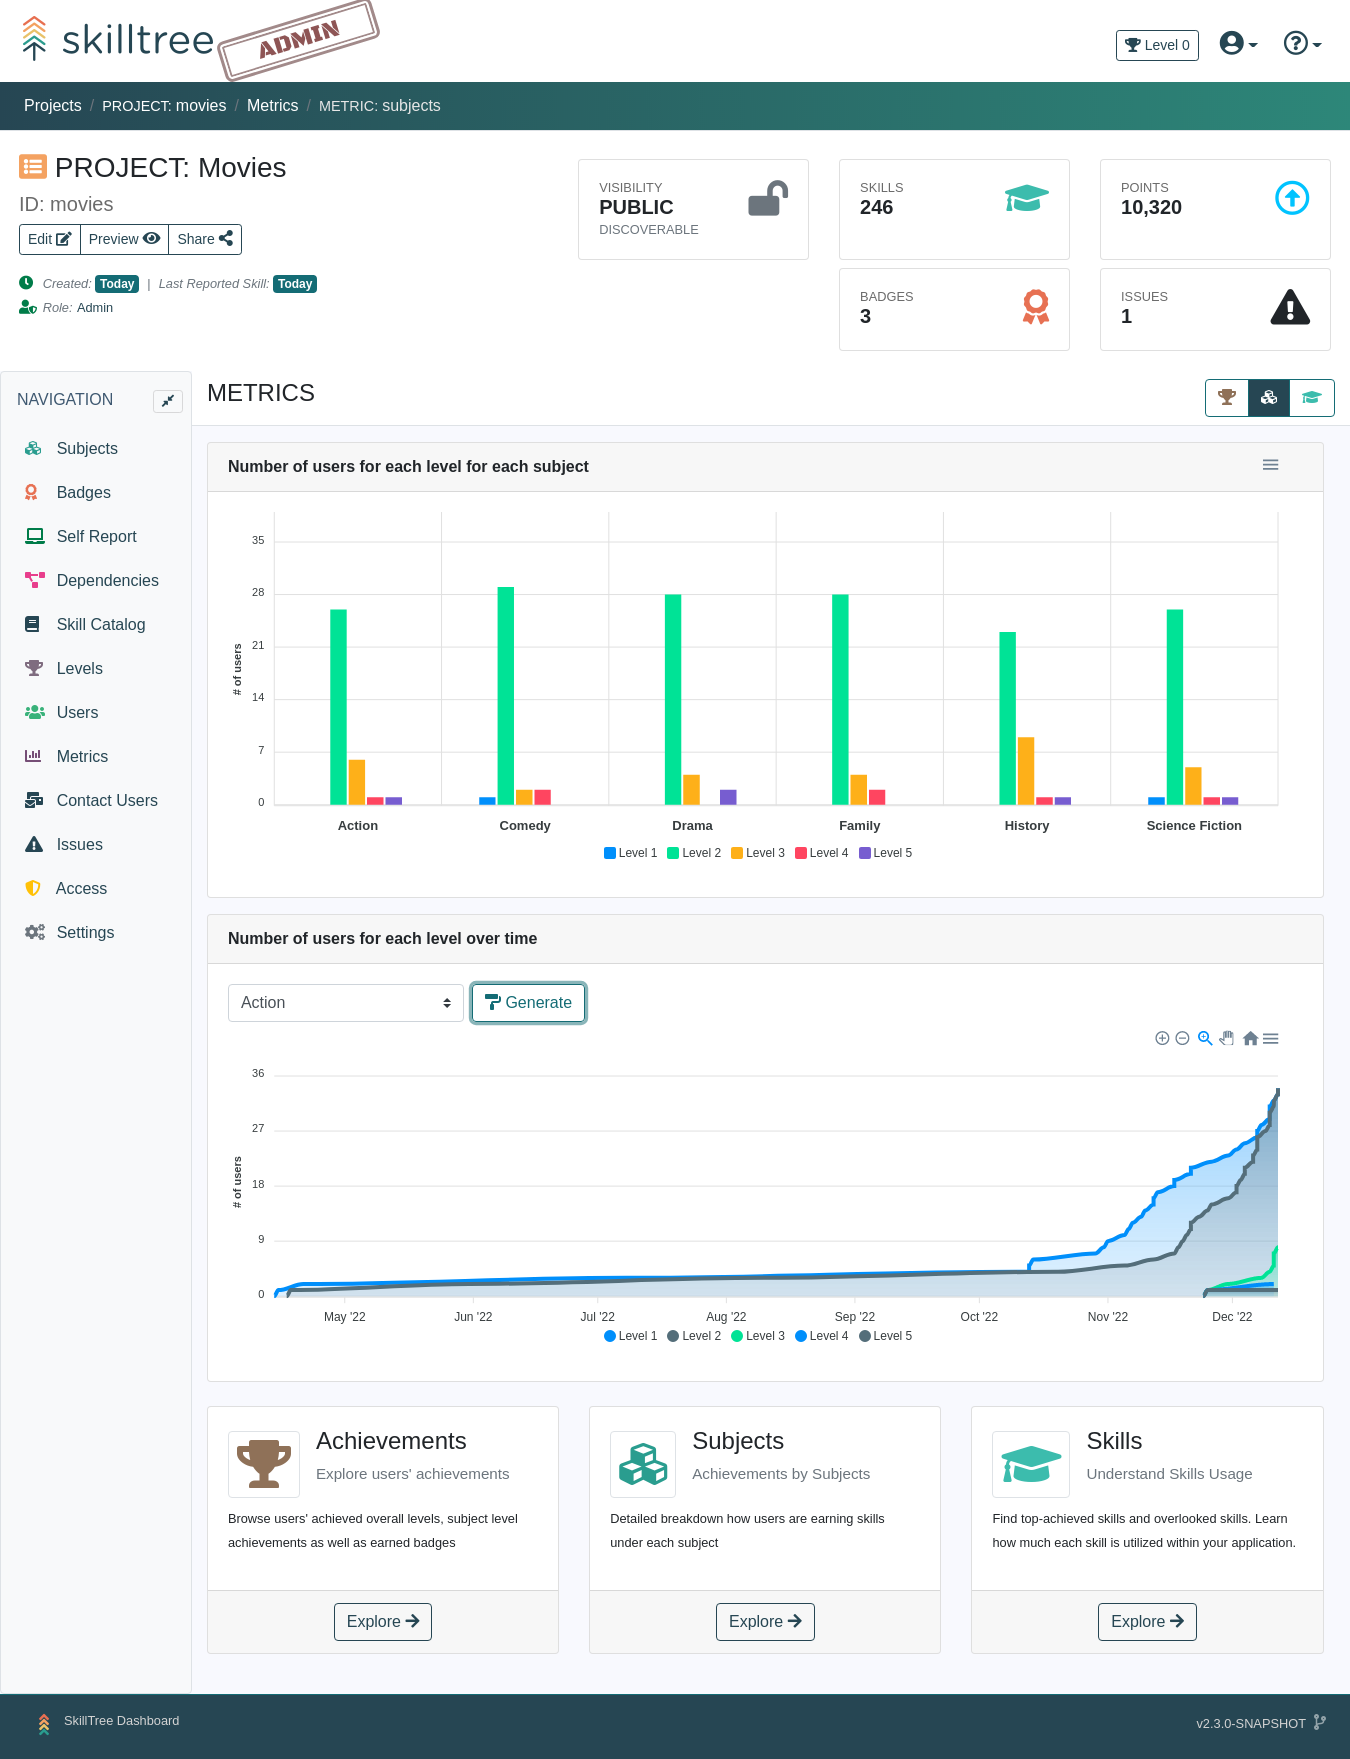 skilltree
ADMIN
Level 0
Projects / PROJECT: movies / Metrics / METRIC: subjects
PROJECT: Movies
ID: movies
Edit Preview Share
Created: Today | Last Reported Skill: Today
Role: Admin
VISIBILITY
PUBLIC
DISCOVERABLE
SKILLS
246
POINTS
10,320
BADGES
3
ISSUES
1
NAVIGATION
Subjects
Badges
Self Report
Dependencies
Skill Catalog
Levels
Users
Metrics
Contact Users
Issues
Access
Settings
METRICS
Number of users for each level for each subject
# of users
35
28
21
14
7
0
Action Comedy Drama Family History Science Fiction
Level 1 Level 2 Level 3 Level 4 Level 5
Number of users for each level over time
Action Generate
# of users
36
27
18
9
0
May '22 Jun '22 Jul '22 Aug '22 Sep '22 Oct '22 Nov '22 Dec '22
Level 1 Level 2 Level 3 Level 4 Level 5
Achievements
Explore users' achievements
Browse users' achieved overall levels, subject level
achievements as well as earned badges
Explore
Subjects
Achievements by Subjects
Detailed breakdown how users are earning skills
under each subject
Explore
Skills
Understand Skills Usage
Find top-achieved skills and overlooked skills. Learn
how much each skill is utilized within your application.
Explore
SkillTree Dashboard
v2.3.0-SNAPSHOT